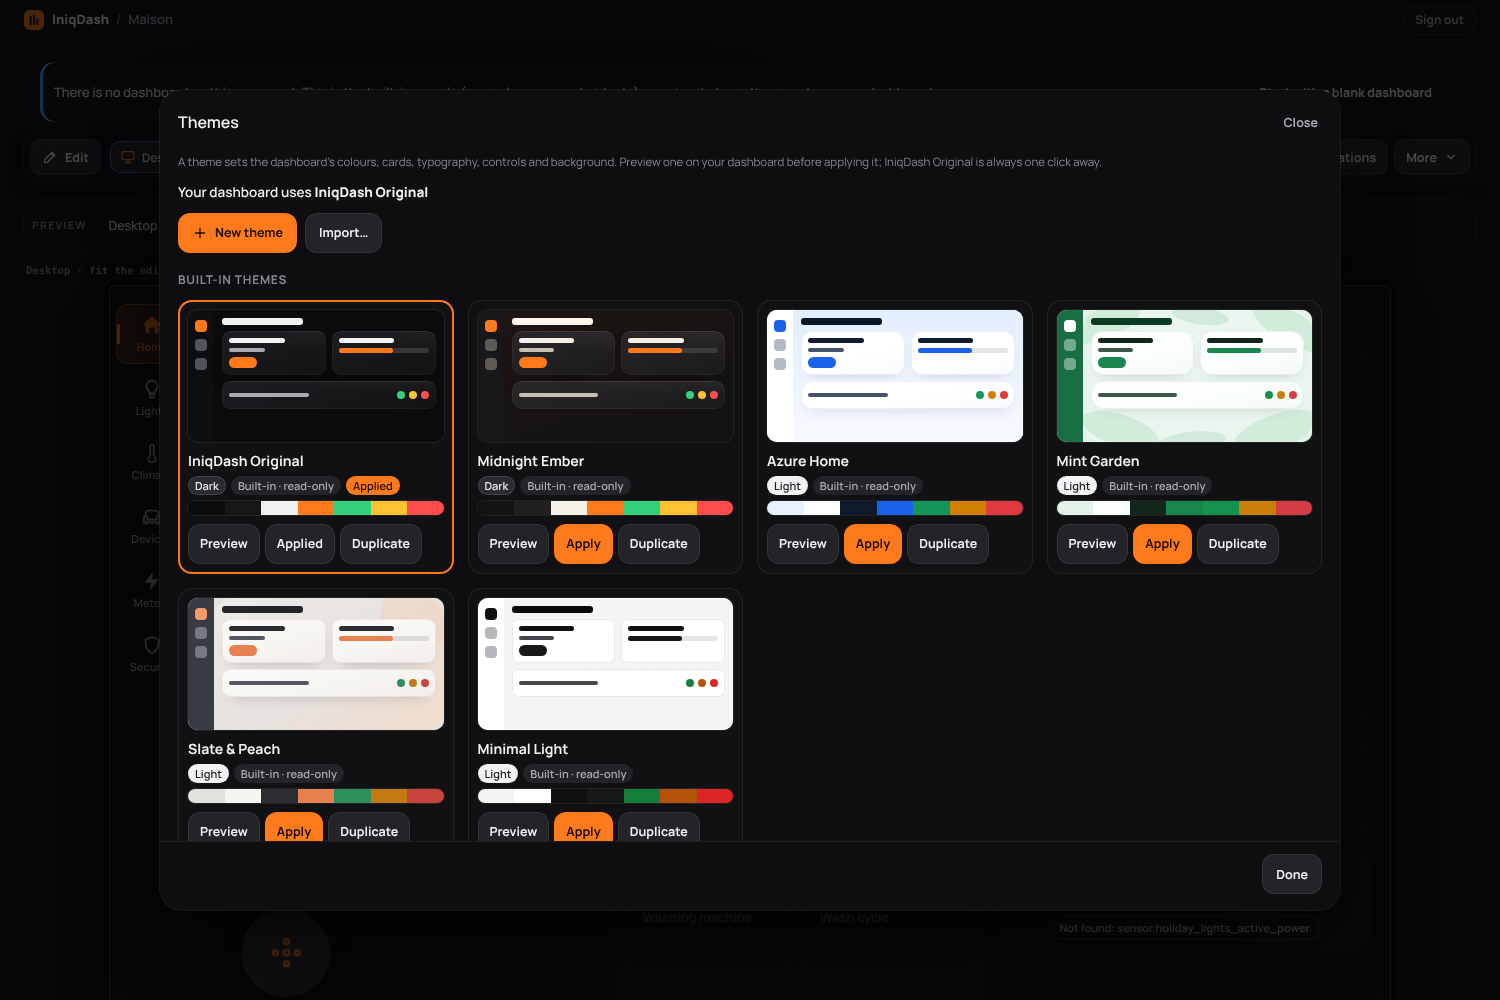 IniqDash / Maison
Sign out
There is no dashboard
blank dashboard
Edit
More
PREVIEW
Desktop
Desktop · fit the
Themes
Close
A theme sets the dashboard's colours, cards, typography, controls and background. Preview one on your dashboard before applying it; IniqDash Original is always one click away.
Your dashboard uses IniqDash Original
New theme
Import...
BUILT-IN THEMES
IniqDash Original
Dark
Built-in · read-only
Applied
Preview
Applied
Duplicate
Midnight Ember
Dark
Built-in · read-only
Preview
Apply
Duplicate
Azure Home
Light
Built-in · read-only
Preview
Apply
Duplicate
Mint Garden
Light
Built-in · read-only
Preview
Apply
Duplicate
Slate & Peach
Light
Built-in · read-only
Preview
Apply
Duplicate
Minimal Light
Light
Built-in · read-only
Preview
Apply
Duplicate
Done
Washing machine
Wash cycle
Not found: sensor.holiday_lights_active_power